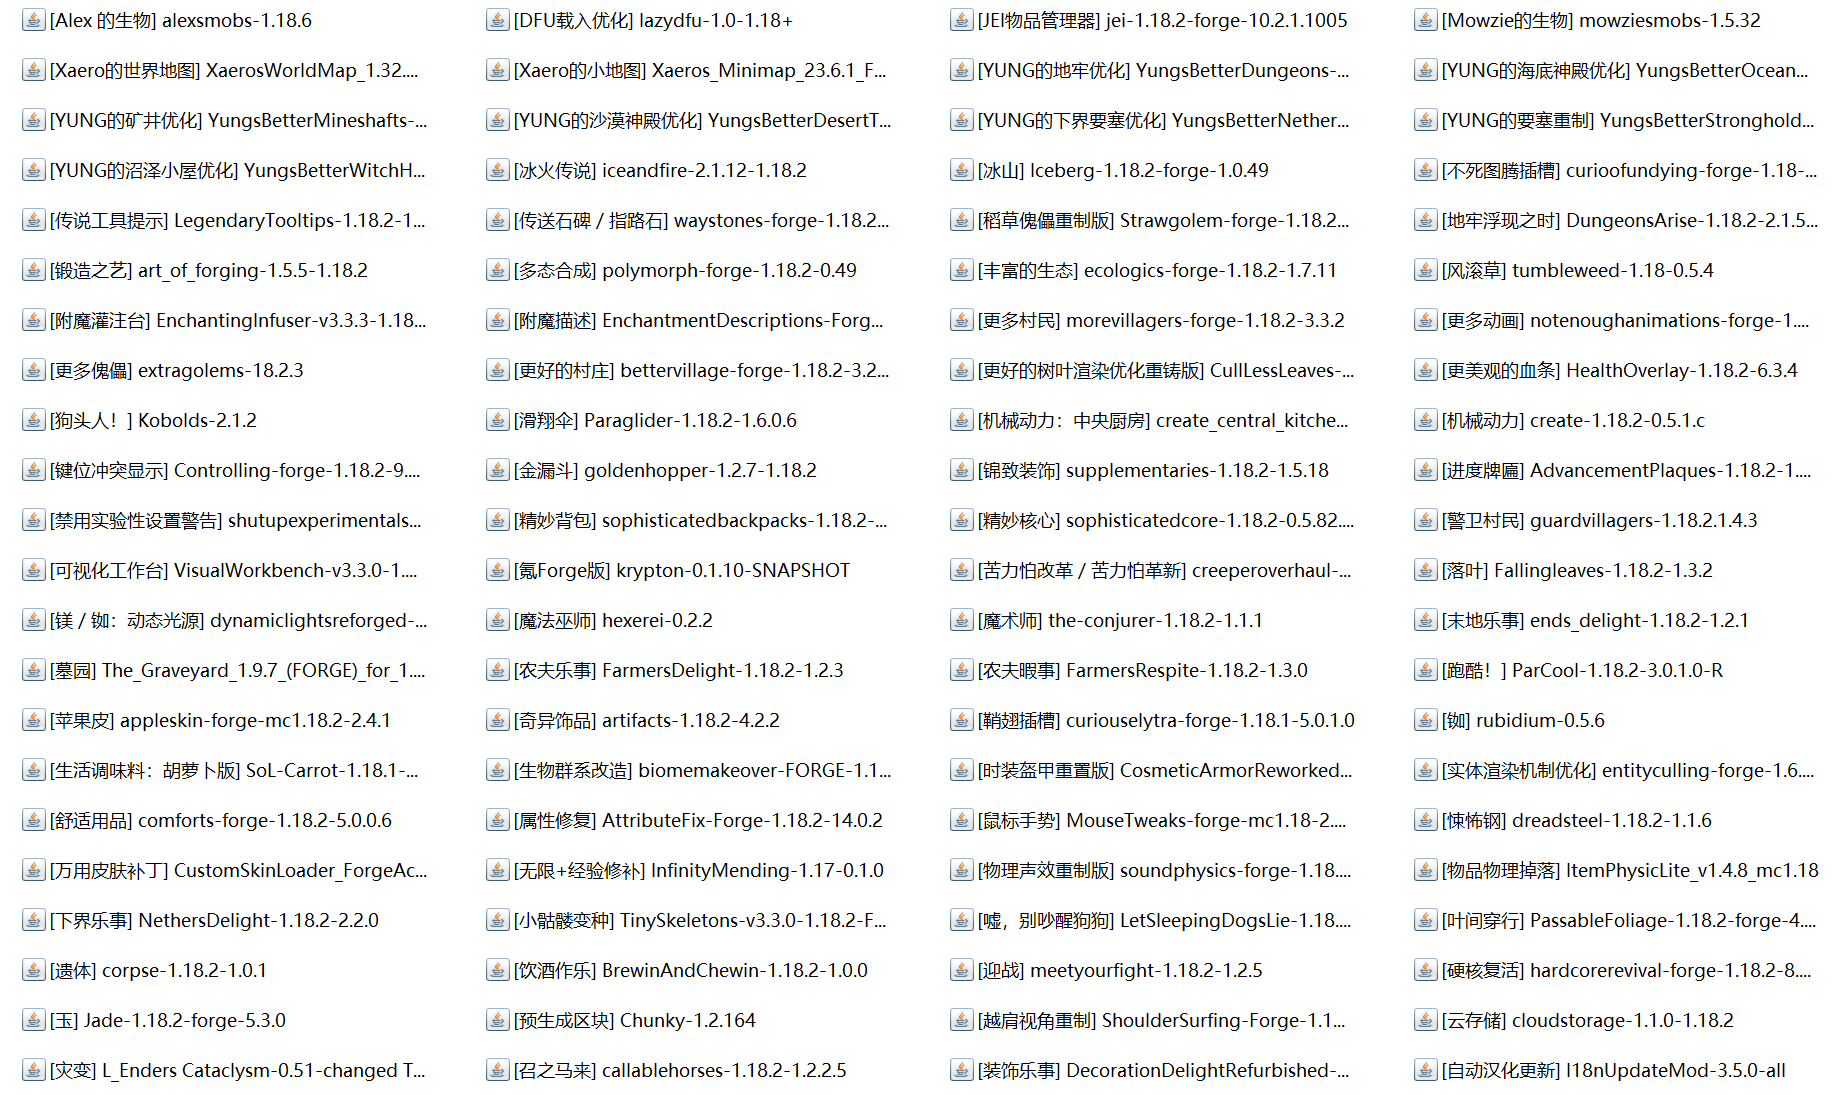 [Alex 的生物] alexsmobs-1.18.6
[DFU载入优化] lazydfu-1.0-1.18+
[JEI物品管理器] jei-1.18.2-forge-10.2.1.1005
[Mowzie的生物] mowziesmobs-1.5.32
[Xaero的世界地图] XaerosWorldMap_1.32....
[Xaero的小地图] Xaeros_Minimap_23.6.1_F...
[YUNG的地牢优化] YungsBetterDungeons-...
[YUNG的海底神殿优化] YungsBetterOcean...
[YUNG的矿井优化] YungsBetterMineshafts-...
[YUNG的沙漠神殿优化] YungsBetterDesertT...
[YUNG的下界要塞优化] YungsBetterNether...
[YUNG的要塞重制] YungsBetterStronghold...
[YUNG的沼泽小屋优化] YungsBetterWitchH...
[冰火传说] iceandfire-2.1.12-1.18.2
[冰山] Iceberg-1.18.2-forge-1.0.49
[不死图腾插槽] curioofundying-forge-1.18-...
[传说工具提示] LegendaryTooltips-1.18.2-1...
[传送石碑 / 指路石] waystones-forge-1.18.2...
[稻草傀儡重制版] Strawgolem-forge-1.18.2...
[地牢浮现之时] DungeonsArise-1.18.2-2.1.5...
[锻造之艺] art_of_forging-1.5.5-1.18.2
[多态合成] polymorph-forge-1.18.2-0.49
[丰富的生态] ecologics-forge-1.18.2-1.7.11
[风滚草] tumbleweed-1.18-0.5.4
[附魔灌注台] EnchantingInfuser-v3.3.3-1.18...
[附魔描述] EnchantmentDescriptions-Forg...
[更多村民] morevillagers-forge-1.18.2-3.3.2
[更多动画] notenoughanimations-forge-1....
[更多傀儡] extragolems-18.2.3
[更好的村庄] bettervillage-forge-1.18.2-3.2...
[更好的树叶渲染优化重铸版] CullLessLeaves-...
[更美观的血条] HealthOverlay-1.18.2-6.3.4
[狗头人！] Kobolds-2.1.2
[滑翔伞] Paraglider-1.18.2-1.6.0.6
[机械动力：中央厨房] create_central_kitche...
[机械动力] create-1.18.2-0.5.1.c
[键位冲突显示] Controlling-forge-1.18.2-9....
[金漏斗] goldenhopper-1.2.7-1.18.2
[锦致装饰] supplementaries-1.18.2-1.5.18
[进度牌匾] AdvancementPlaques-1.18.2-1....
[禁用实验性设置警告] shutupexperimentals...
[精妙背包] sophisticatedbackpacks-1.18.2-...
[精妙核心] sophisticatedcore-1.18.2-0.5.82....
[警卫村民] guardvillagers-1.18.2.1.4.3
[可视化工作台] VisualWorkbench-v3.3.0-1....
[氪Forge版] krypton-0.1.10-SNAPSHOT
[苦力怕改革 / 苦力怕革新] creeperoverhaul-...
[落叶] Fallingleaves-1.18.2-1.3.2
[镁 / 铷：动态光源] dynamiclightsreforged-...
[魔法巫师] hexerei-0.2.2
[魔术师] the-conjurer-1.18.2-1.1.1
[末地乐事] ends_delight-1.18.2-1.2.1
[墓园] The_Graveyard_1.9.7_(FORGE)_for_1....
[农夫乐事] FarmersDelight-1.18.2-1.2.3
[农夫暇事] FarmersRespite-1.18.2-1.3.0
[跑酷！] ParCool-1.18.2-3.0.1.0-R
[苹果皮] appleskin-forge-mc1.18.2-2.4.1
[奇异饰品] artifacts-1.18.2-4.2.2
[鞘翅插槽] curiouselytra-forge-1.18.1-5.0.1.0
[铷] rubidium-0.5.6
[生活调味料：胡萝卜版] SoL-Carrot-1.18.1-...
[生物群系改造] biomemakeover-FORGE-1.1...
[时装盔甲重置版] CosmeticArmorReworked...
[实体渲染机制优化] entityculling-forge-1.6....
[舒适用品] comforts-forge-1.18.2-5.0.0.6
[属性修复] AttributeFix-Forge-1.18.2-14.0.2
[鼠标手势] MouseTweaks-forge-mc1.18-2....
[悚怖钢] dreadsteel-1.18.2-1.1.6
[万用皮肤补丁] CustomSkinLoader_ForgeAc...
[无限+经验修补] InfinityMending-1.17-0.1.0
[物理声效重制版] soundphysics-forge-1.18....
[物品物理掉落] ItemPhysicLite_v1.4.8_mc1.18
[下界乐事] NethersDelight-1.18.2-2.2.0
[小骷髅变种] TinySkeletons-v3.3.0-1.18.2-F...
[嘘，别吵醒狗狗] LetSleepingDogsLie-1.18....
[叶间穿行] PassableFoliage-1.18.2-forge-4....
[遗体] corpse-1.18.2-1.0.1
[饮酒作乐] BrewinAndChewin-1.18.2-1.0.0
[迎战] meetyourfight-1.18.2-1.2.5
[硬核复活] hardcorerevival-forge-1.18.2-8....
[玉] Jade-1.18.2-forge-5.3.0
[预生成区块] Chunky-1.2.164
[越肩视角重制] ShoulderSurfing-Forge-1.1...
[云存储] cloudstorage-1.1.0-1.18.2
[灾变] L_Enders Cataclysm-0.51-changed T...
[召之马来] callablehorses-1.18.2-1.2.2.5
[装饰乐事] DecorationDelightRefurbished-...
[自动汉化更新] I18nUpdateMod-3.5.0-all